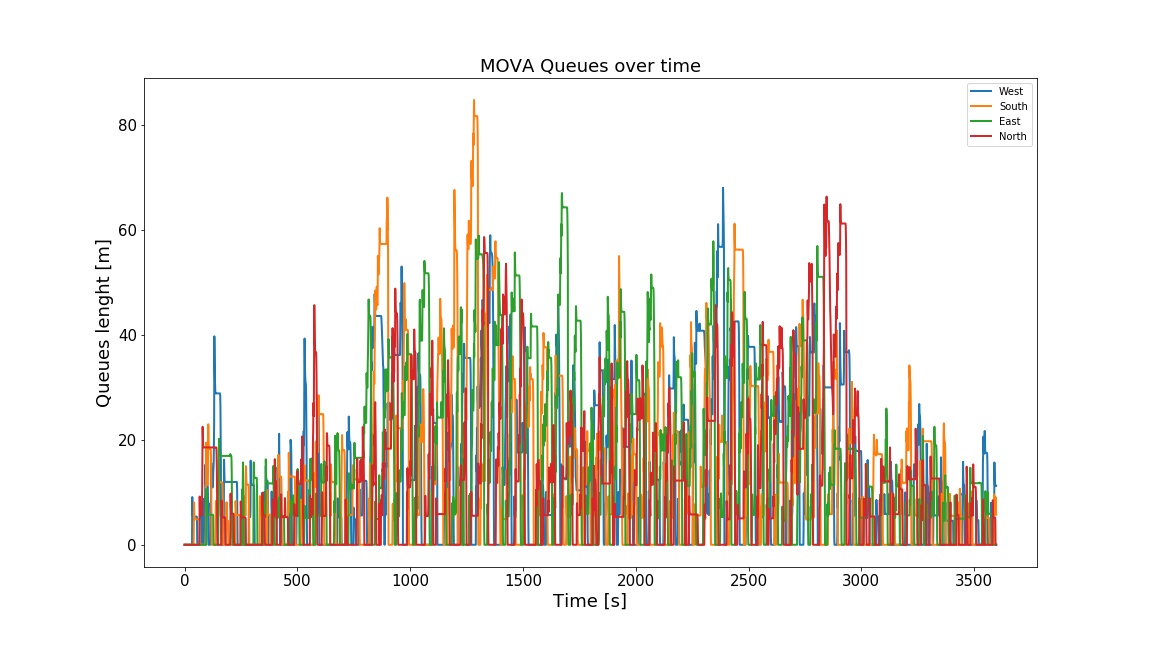 MOVA Queues over time
West
South
East
North
Queues lenght [m]
80
60
40
20
0
0 500 1000 1500 2000 2500 3000 3500
Time [s]